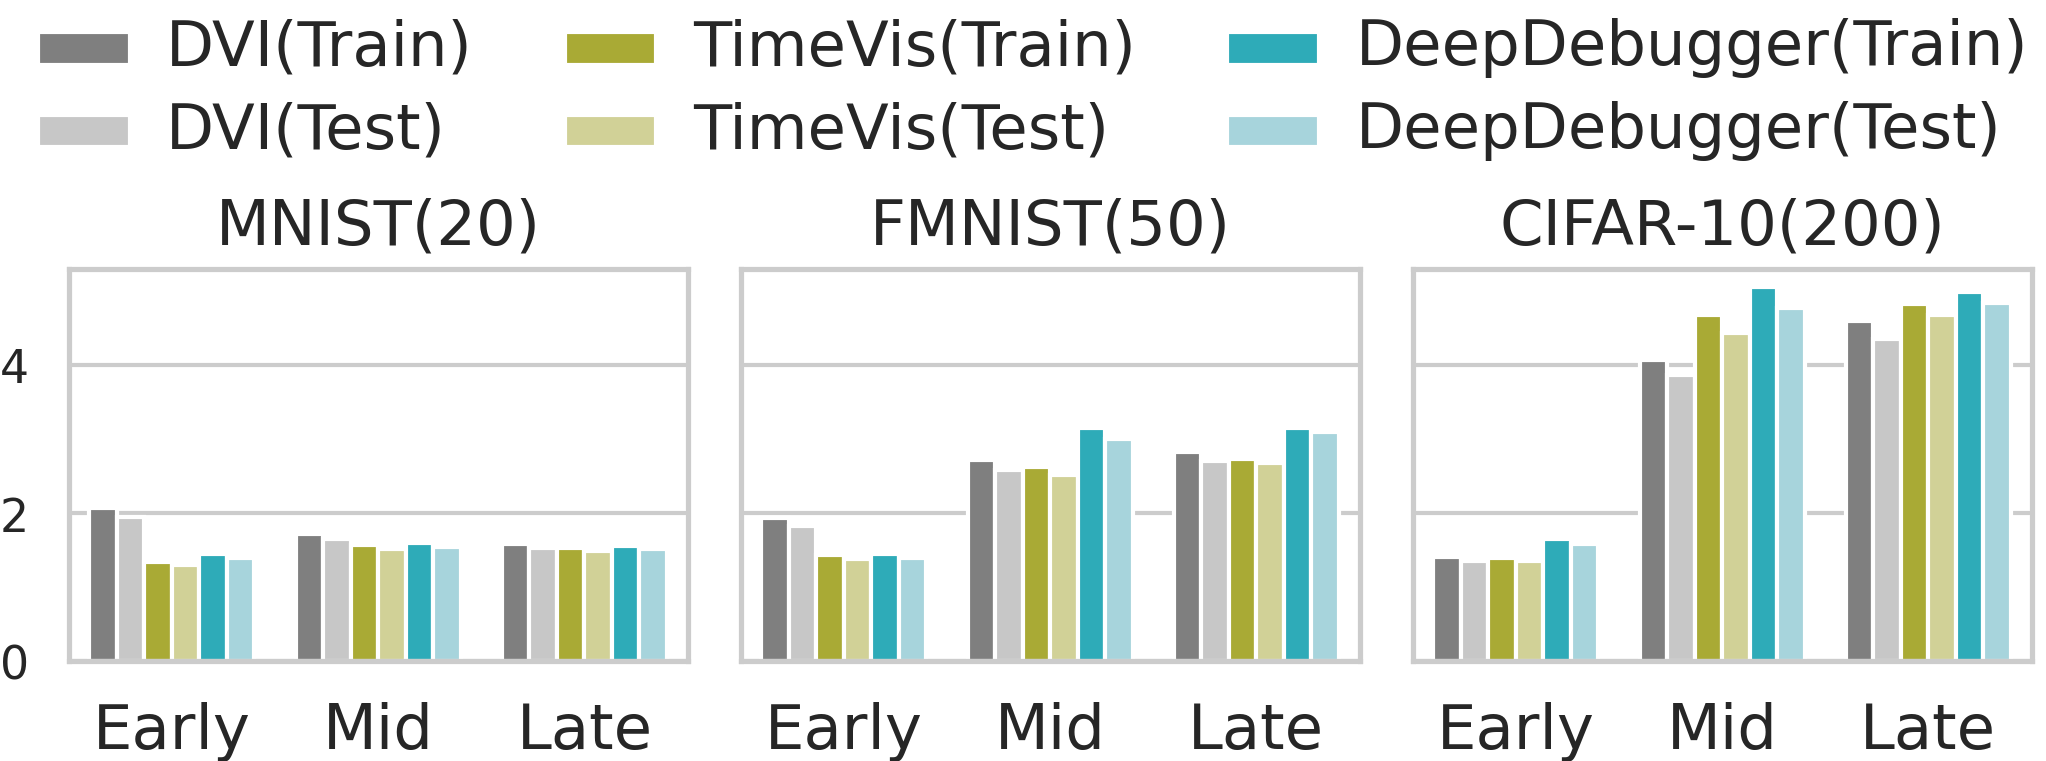 DVI(Train) TimeVis(Train) DeepDebugger(Train)
DVI(Test) TimeVis(Test) DeepDebugger(Test)
MNIST(20) FMNIST(50) CIFAR-10(200)
4
2
0
Early Mid Late Early Mid Late Early Mid Late